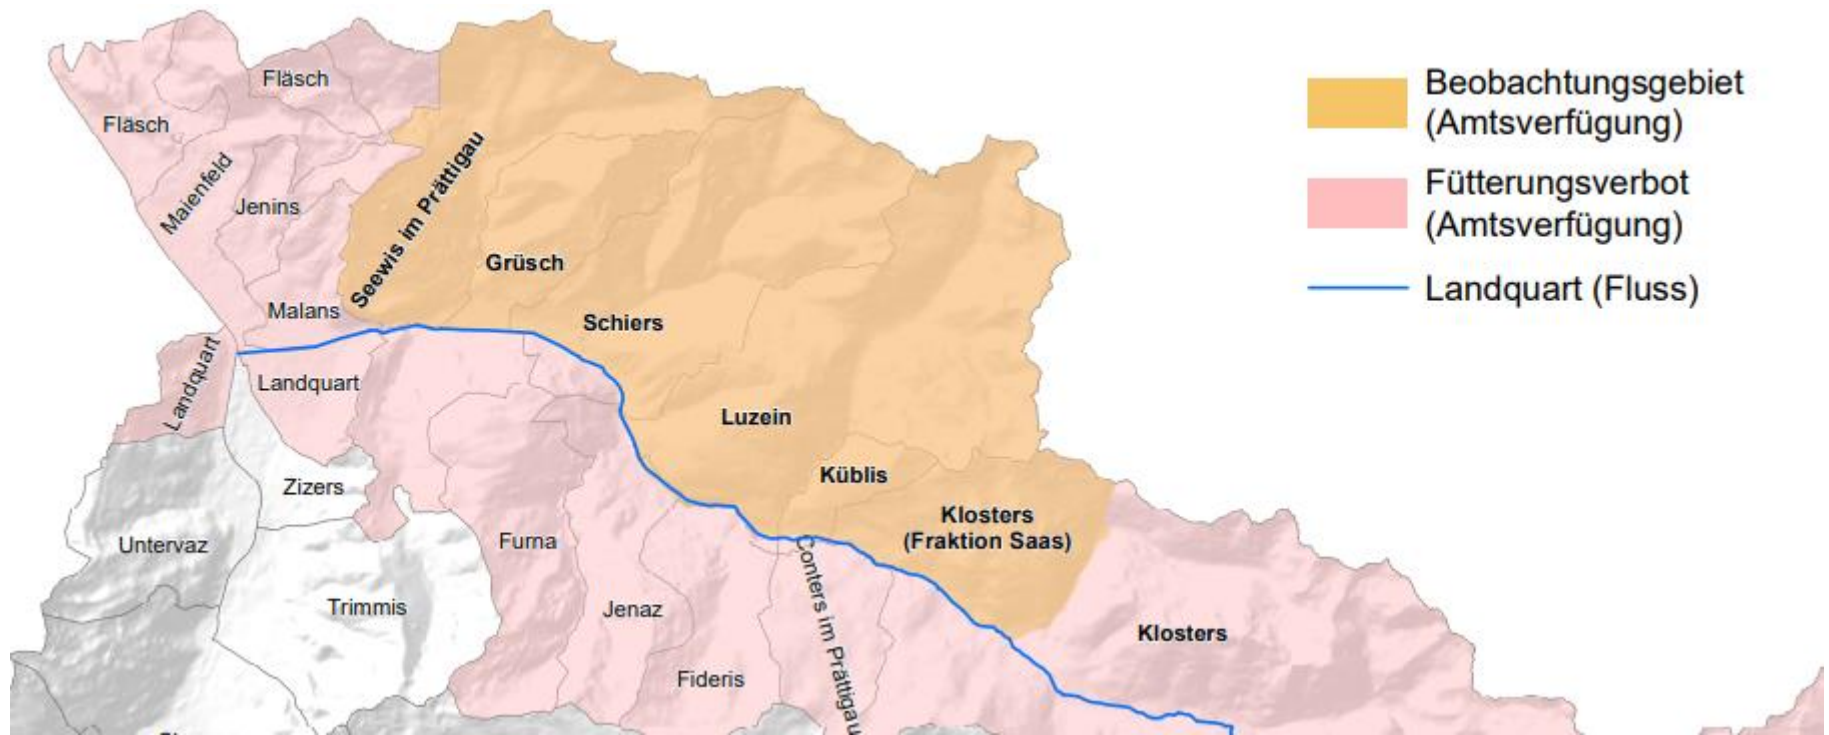 Fläsch
Fläsch
Maienfeld
Jenins
Malans
Seewis im Prättigau
Grüsch
Schiers
Luzein
Küblis
Klosters
(Fraktion Saas)
Klosters
Landquart
Landquart
Zizers
Untervaz
Trimmis
Furna
Jenaz
Fideris
Conters im Prättigau
Beobachtungsgebiet
(Amtsverfügung)
Fütterungsverbot
(Amtsverfügung)
Landquart (Fluss)